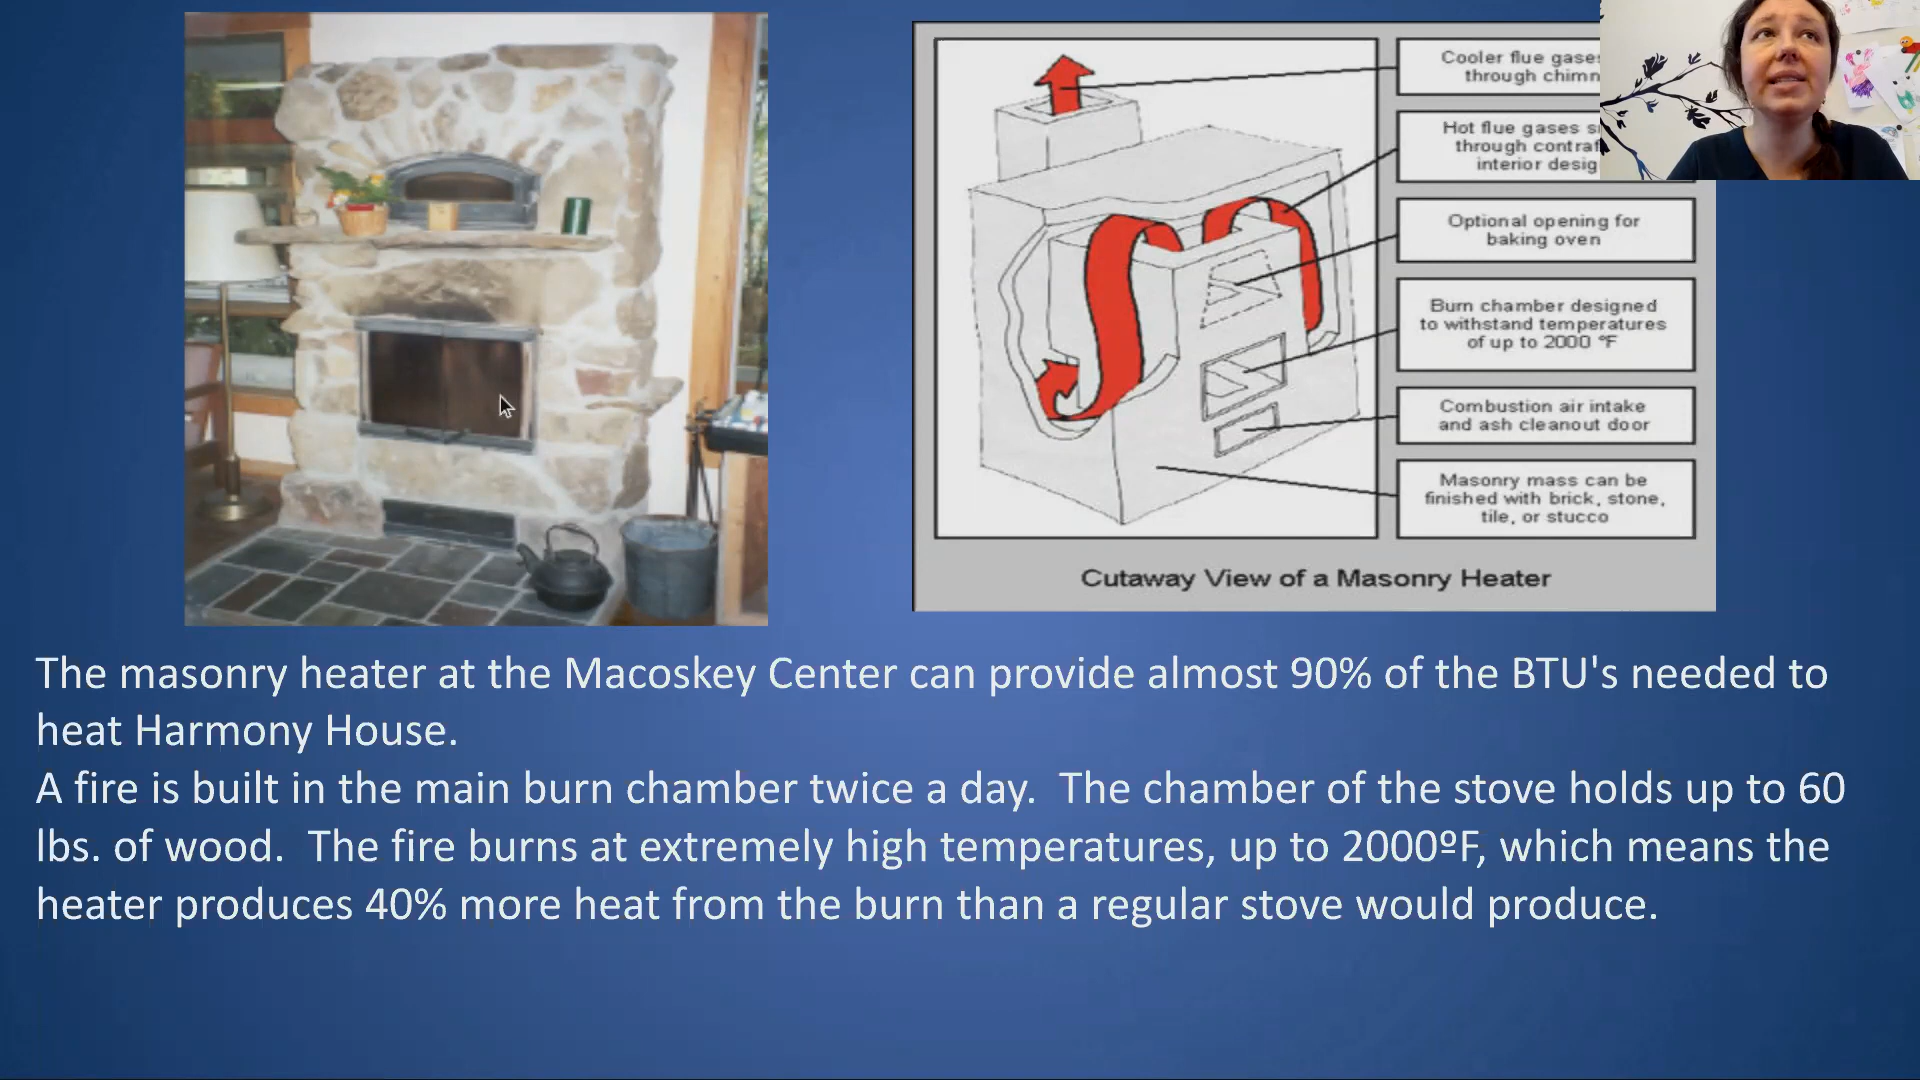 Cooler flue
through
Hot flue gases
through
interior
Optional opening for
baking oven
Burn chamber designed
to withstand temperatures
of up to 2000 °F
Combustion air intake
and ash cleanout door
Masonry mass can be
finished with brick, stone,
tile, or stucco
Cutaway View of a Masonry Heater
The masonry heater at the Macoskey Center can provide almost 90% of the BTU's needed to
heat Harmony House.
A fire is built in the main burn chamber twice a day.  The chamber of the stove holds up to 60
lbs. of wood.  The fire burns at extremely high temperatures, up to 2000ºF, which means the
heater produces 40% more heat from the burn than a regular stove would produce.